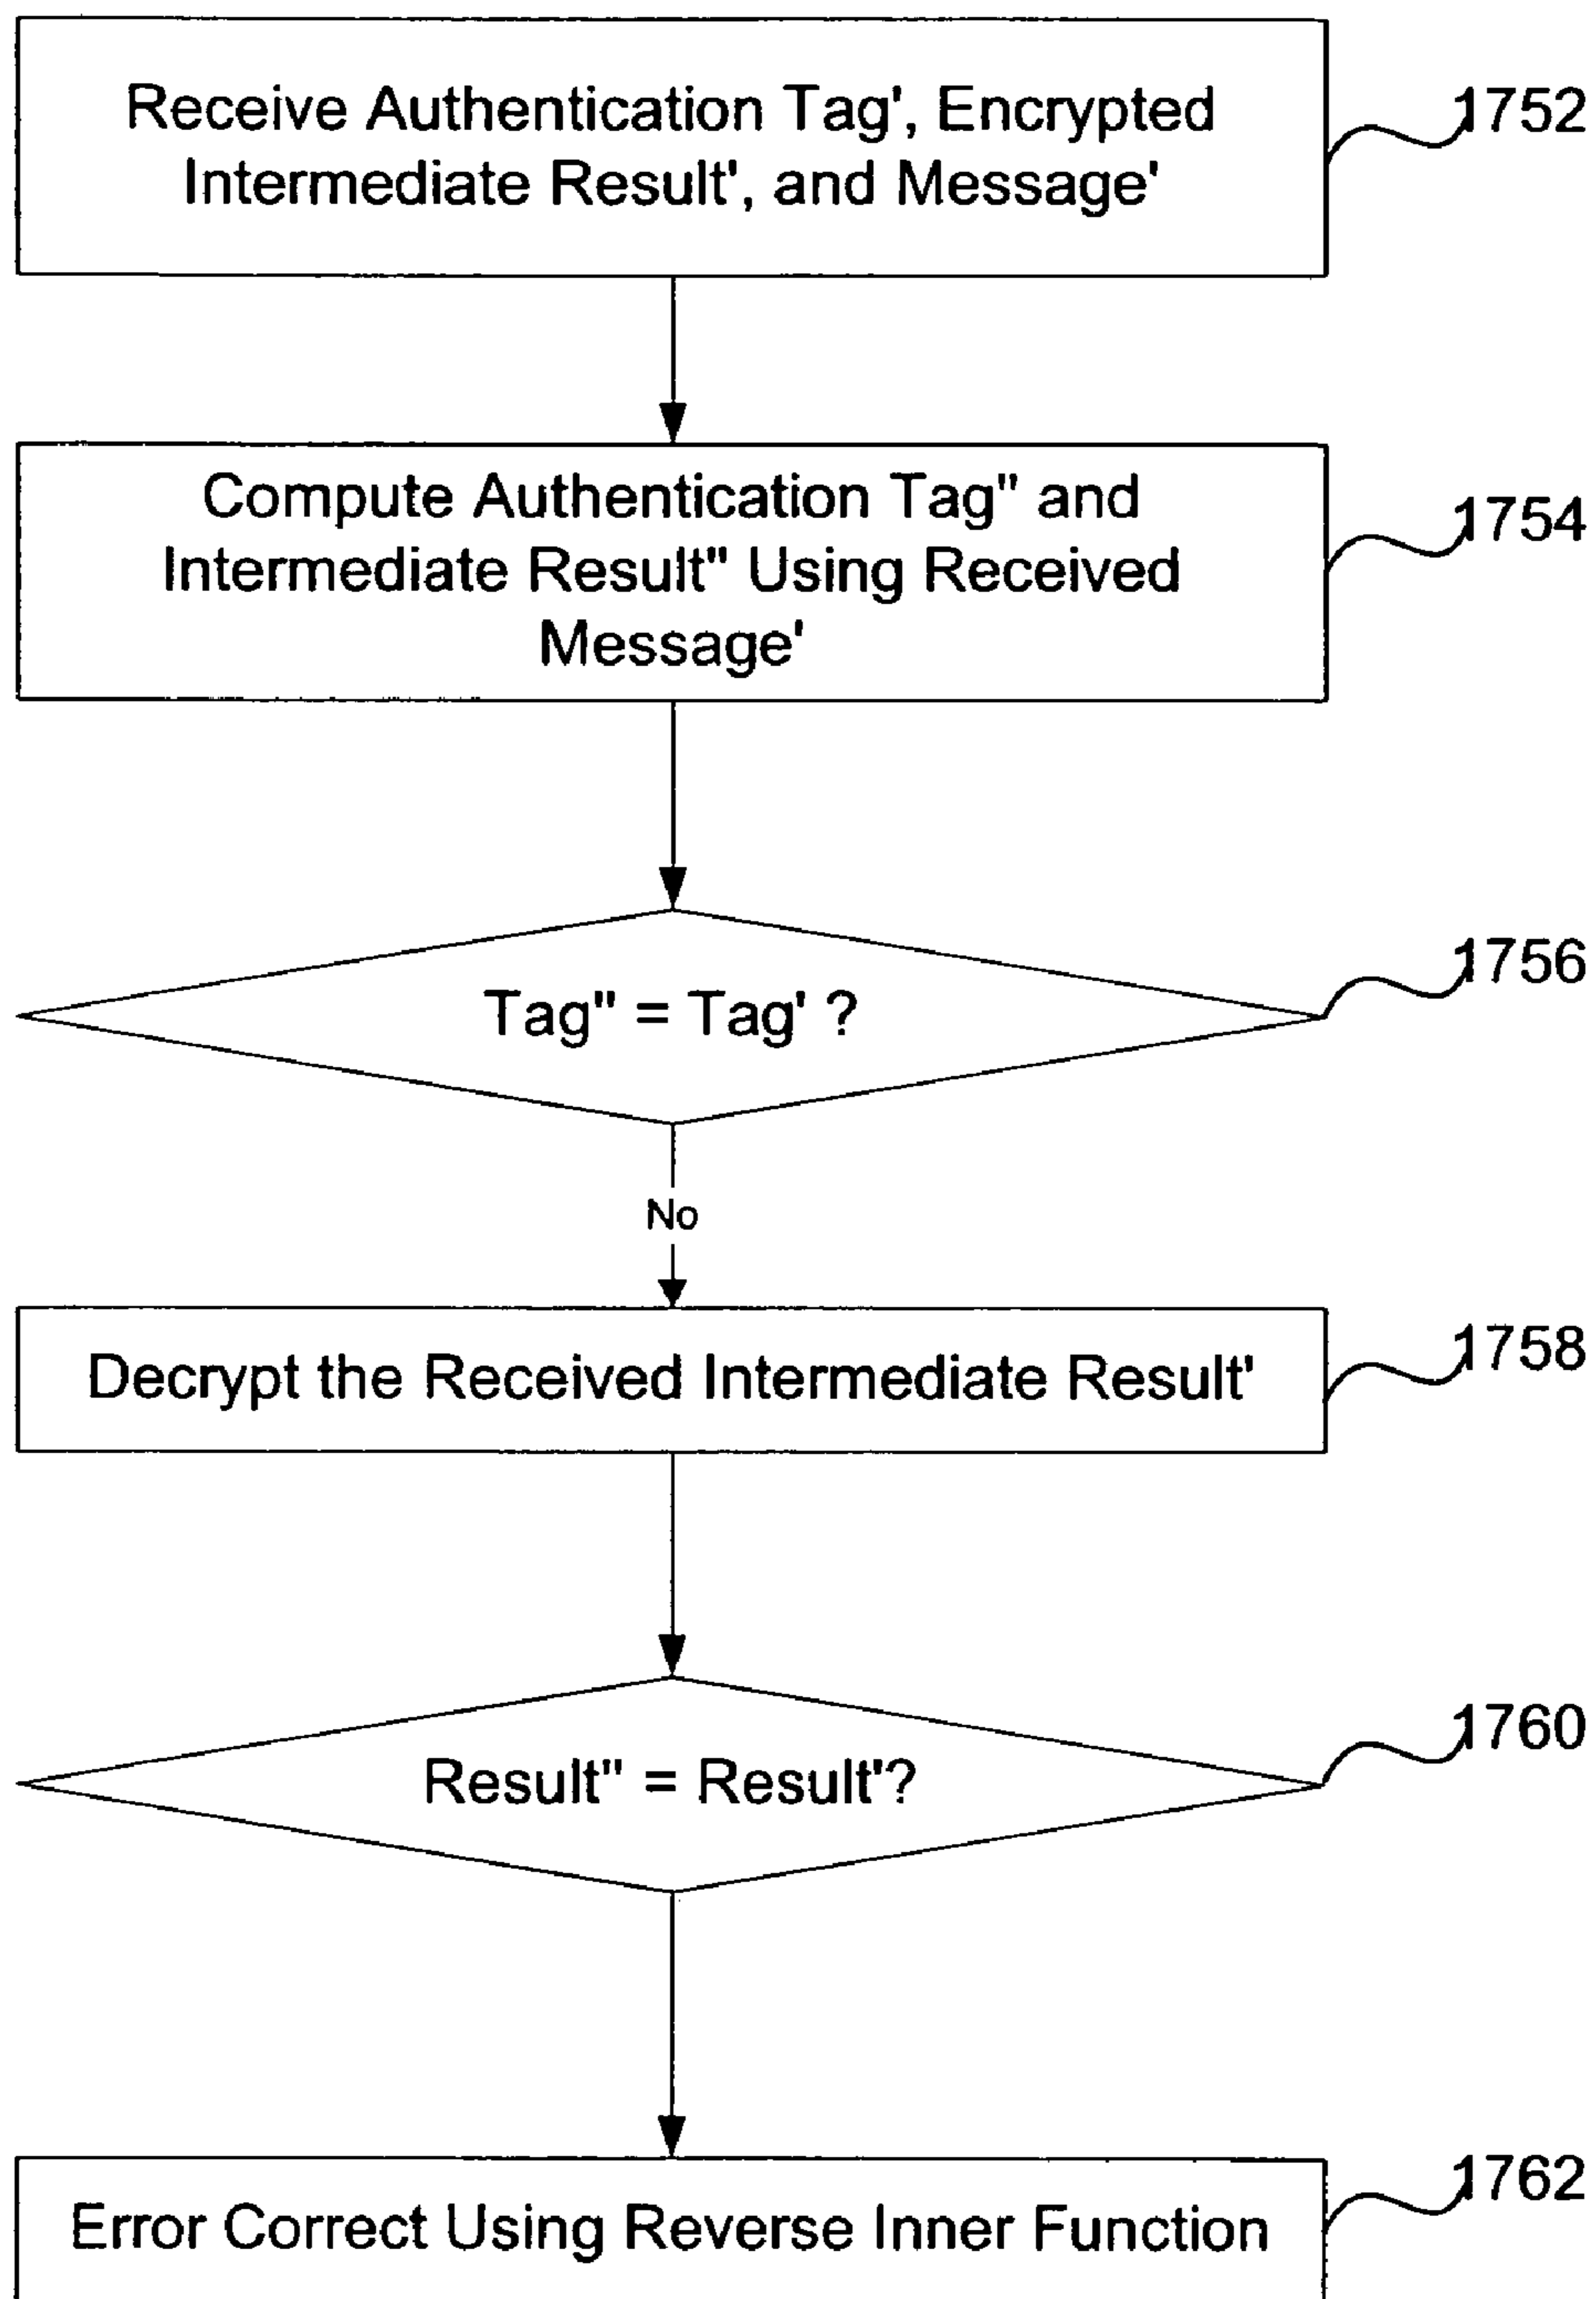 Receive Authentication Tag', Encrypted
Intermediate Result', and Message'
1752
Compute Authentication Tag" and
Intermediate Result" Using Received
Message'
1754
Tag" = Tag' ?
1756
No
Decrypt the Received Intermediate Result'
1758
Result" = Result'?
1760
Error Correct Using Reverse Inner Function
1762